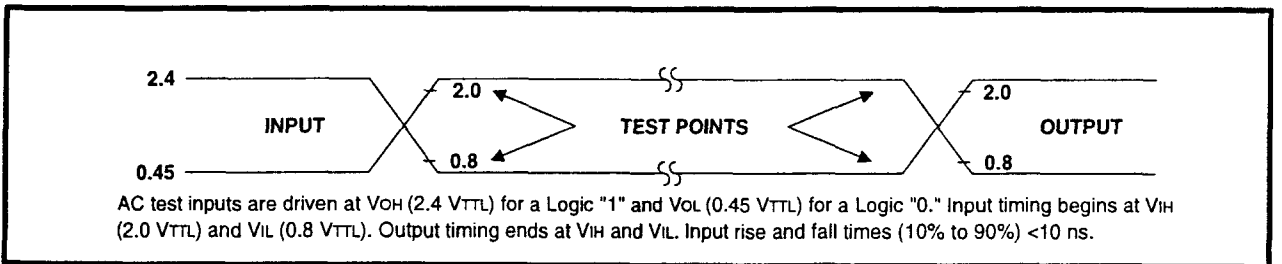 2.4
2.0
2.0
INPUT
TEST POINTS
OUTPUT
0.8
0.8
0.45
AC test inputs are driven at VOH (2.4 VTTL) for a Logic "1" and VOL (0.45 VTTL) for a Logic "0." Input timing begins at VIH
(2.0 VTTL) and VIL (0.8 VTTL). Output timing ends at VIH and VIL. Input rise and fall times (10% to 90%) <10 ns.